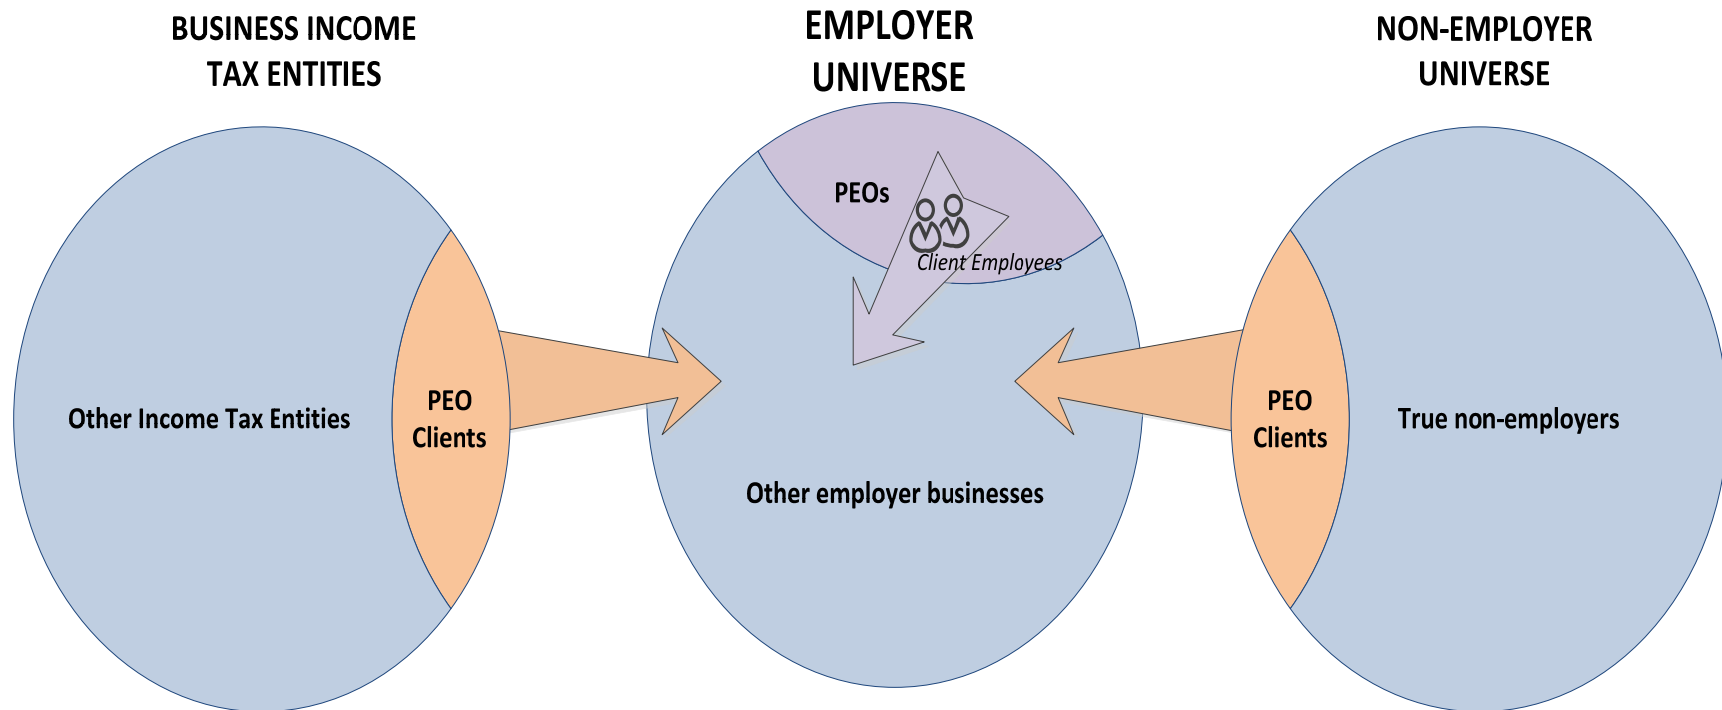 BUSINESS INCOME
TAX ENTITIES
EMPLOYER
UNIVERSE
NON-EMPLOYER
UNIVERSE
PEOs
Client Employees
Other Income Tax Entities
PEO
Clients
Other employer businesses
PEO
Clients
True non-employers